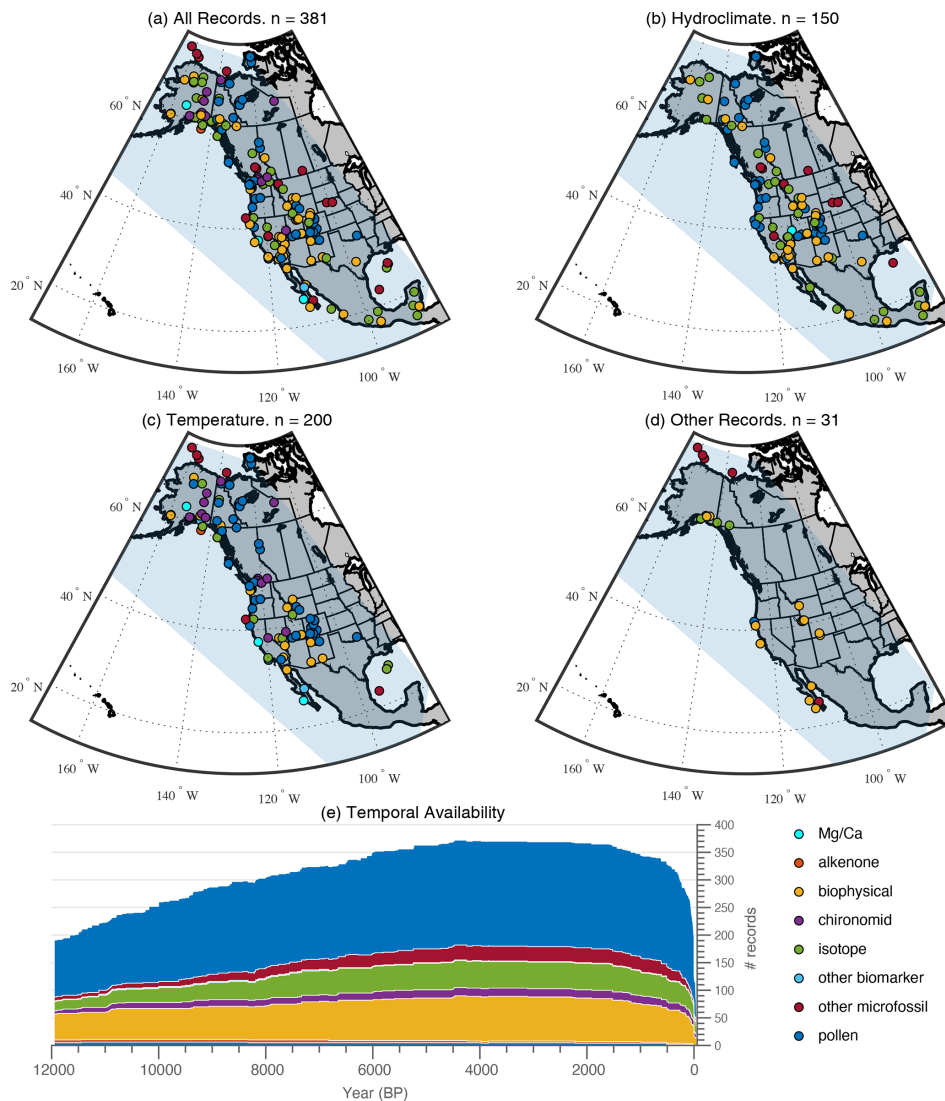 (a) All Records. n = 381
(b) Hydroclimate. n = 150
60° N
40° N
20° N
160° W
140° W
120° W
100° W
60° N
40° N
20° N
160° W
140° W
120° W
100° W
(c) Temperature. n = 200
(d) Other Records. n = 31
60° N
40° N
20° N
160° W
140° W
120° W
100° W
60° N
40° N
20° N
160° W
140° W
120° W
100° W
(e) Temporal Availability
400
350
300
250
200
150
100
50
0
# records
12000
10000
8000
6000
4000
2000
0
Year (BP)
Mg/Ca
alkenone
biophysical
chironomid
isotope
other biomarker
other microfossil
pollen